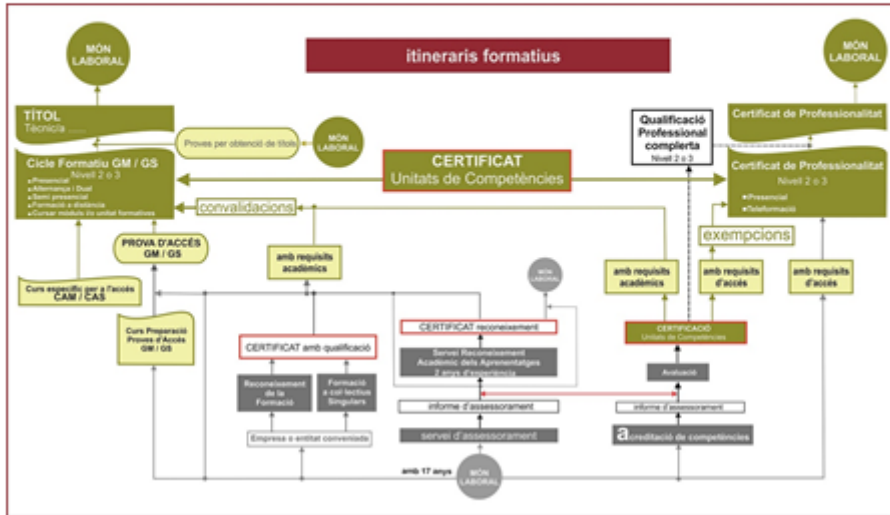 itineraris formatius
MÓN
LABORAL
MÓN
LABORAL
TÍTOL
Tècnic/a ......
Proves per obtenció de títols
MÓN
LABORAL
Qualificació
Professional
complerta
Nivell 2 o 3
Certificat de Professionalitat
Cicle Formatiu GM / GS
Nivell 2 o 3
Presencial
Alternança i Dual
Semi presencial
Formació a distància
Cursar mòduls i/o unitat formatives
CERTIFICAT
Unitats de Competències
Certificat de Professionalitat
Nivell 2 o 3
Presencial
Teleformació
convalidacions
exempcions
PROVA D'ACCÉS
GM / GS
amb requisits
acadèmics
amb requisits
acadèmics
amb requisits
d'accés
amb requisits
d'accés
MÓN
LABORAL
Curs específic per a l'accés
CAM / CAS
Curs Preparació
Proves d'Accés
GM / GS
CERTIFICAT amb qualificació
CERTIFICAT reconeixement
CERTIFICACIÓ
Unitats de Competències
Servei Reconeixement
Acadèmic dels Aprenentatges
2 anys d'experiència
Avaluació
Reconeixement
de la
Formació
Formació
a col·lectius
Singulars
informe d'assessorament
informe d'assessorament
Empresa o entitat conveniada
servei d'assessorament
acreditació de competències
amb 17 anys
MÓN
LABORAL